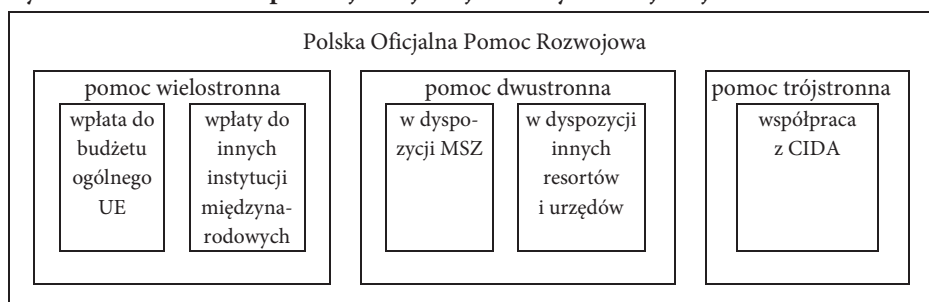 Polska Oficjalna Pomoc Rozwojowa
pomoc wielostronna
wpłata do
budżetu
ogólnego
UE
wpłaty do
innych
instytucji
międzyna-
rodowych
pomoc dwustronna
w dyspo-
zycji MSZ
w dyspozycji
innych
resortów
i urzędów
pomoc trójstronna
współpraca
z CIDA